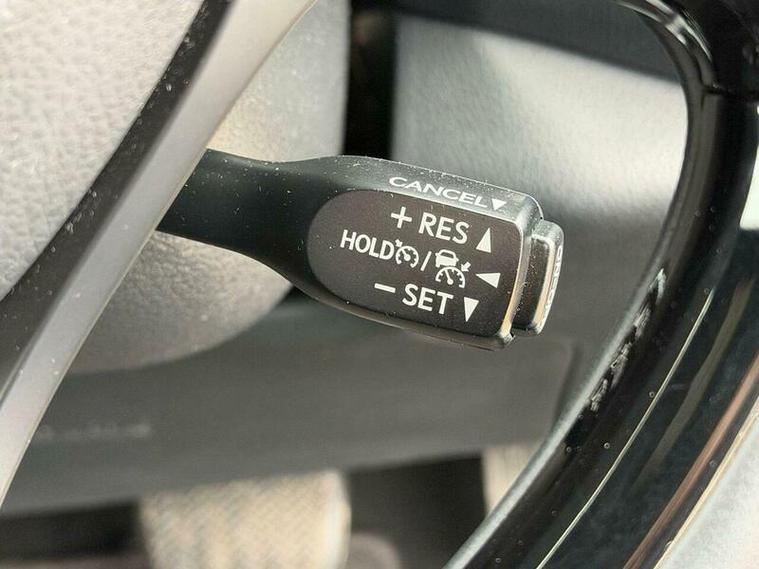 CANCEL▼
+ RES ▲
HOLD / ◀
− SET ▼